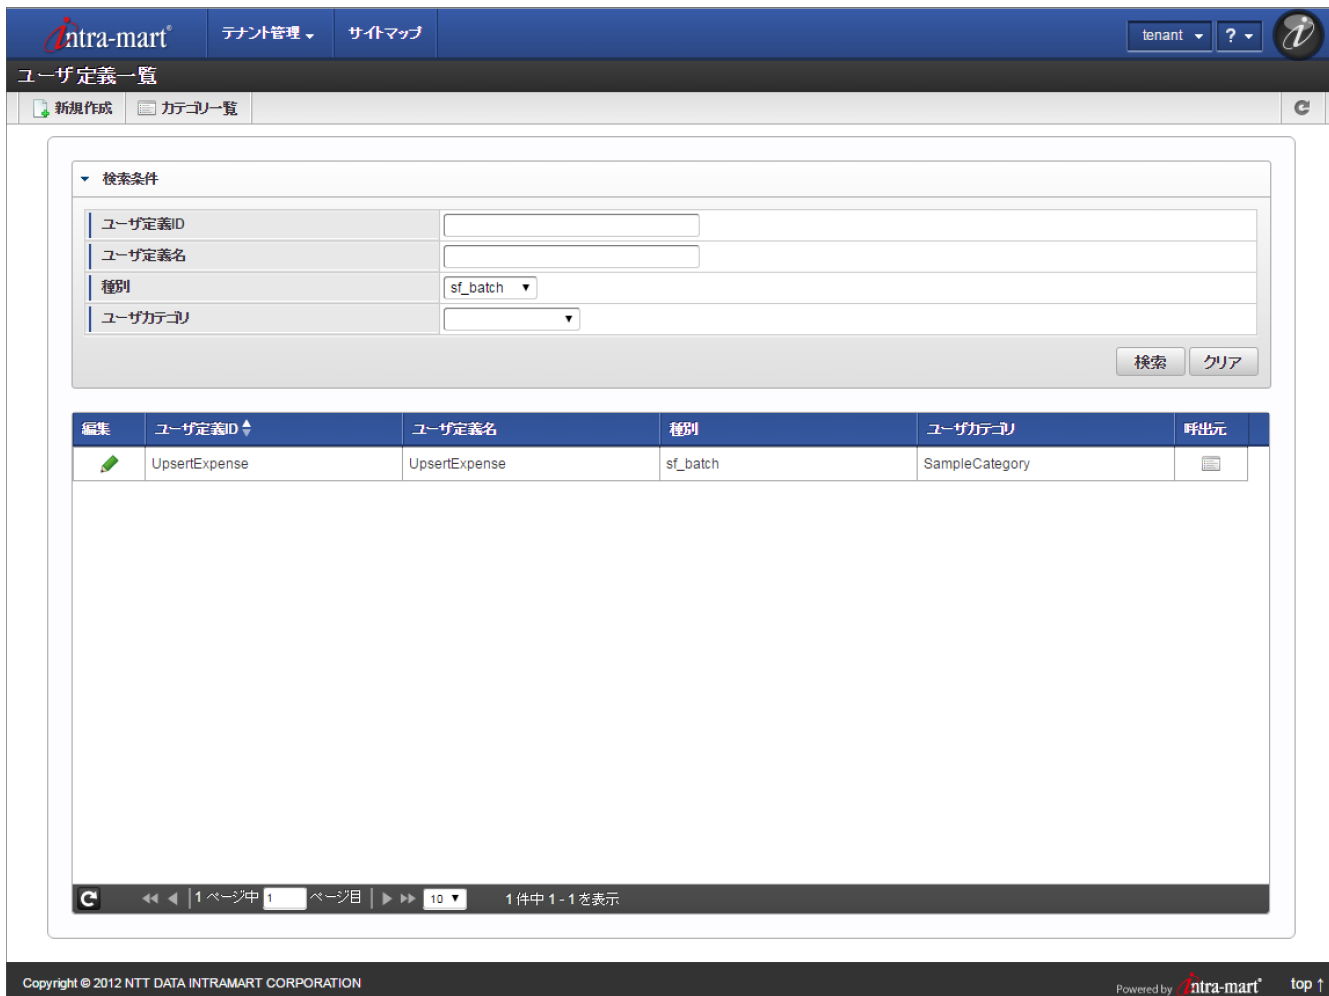 intra-mart® テナント管理 サイトマップ tenant ?
ユーザ定義一覧
新規作成 カテゴリ一覧
検索条件
ユーザ定義ID
ユーザ定義名
種別 sf_batch
ユーザカテゴリ
検索 クリア
編集 ユーザ定義ID ユーザ定義名 種別 ユーザカテゴリ 呼出元
UpsertExpense UpsertExpense sf_batch SampleCategory
1 ページ中 1 ページ目 10 1 件中 1 - 1 を表示
Copyright © 2012 NTT DATA INTRAMART CORPORATION Powered by intra-mart® top ↑